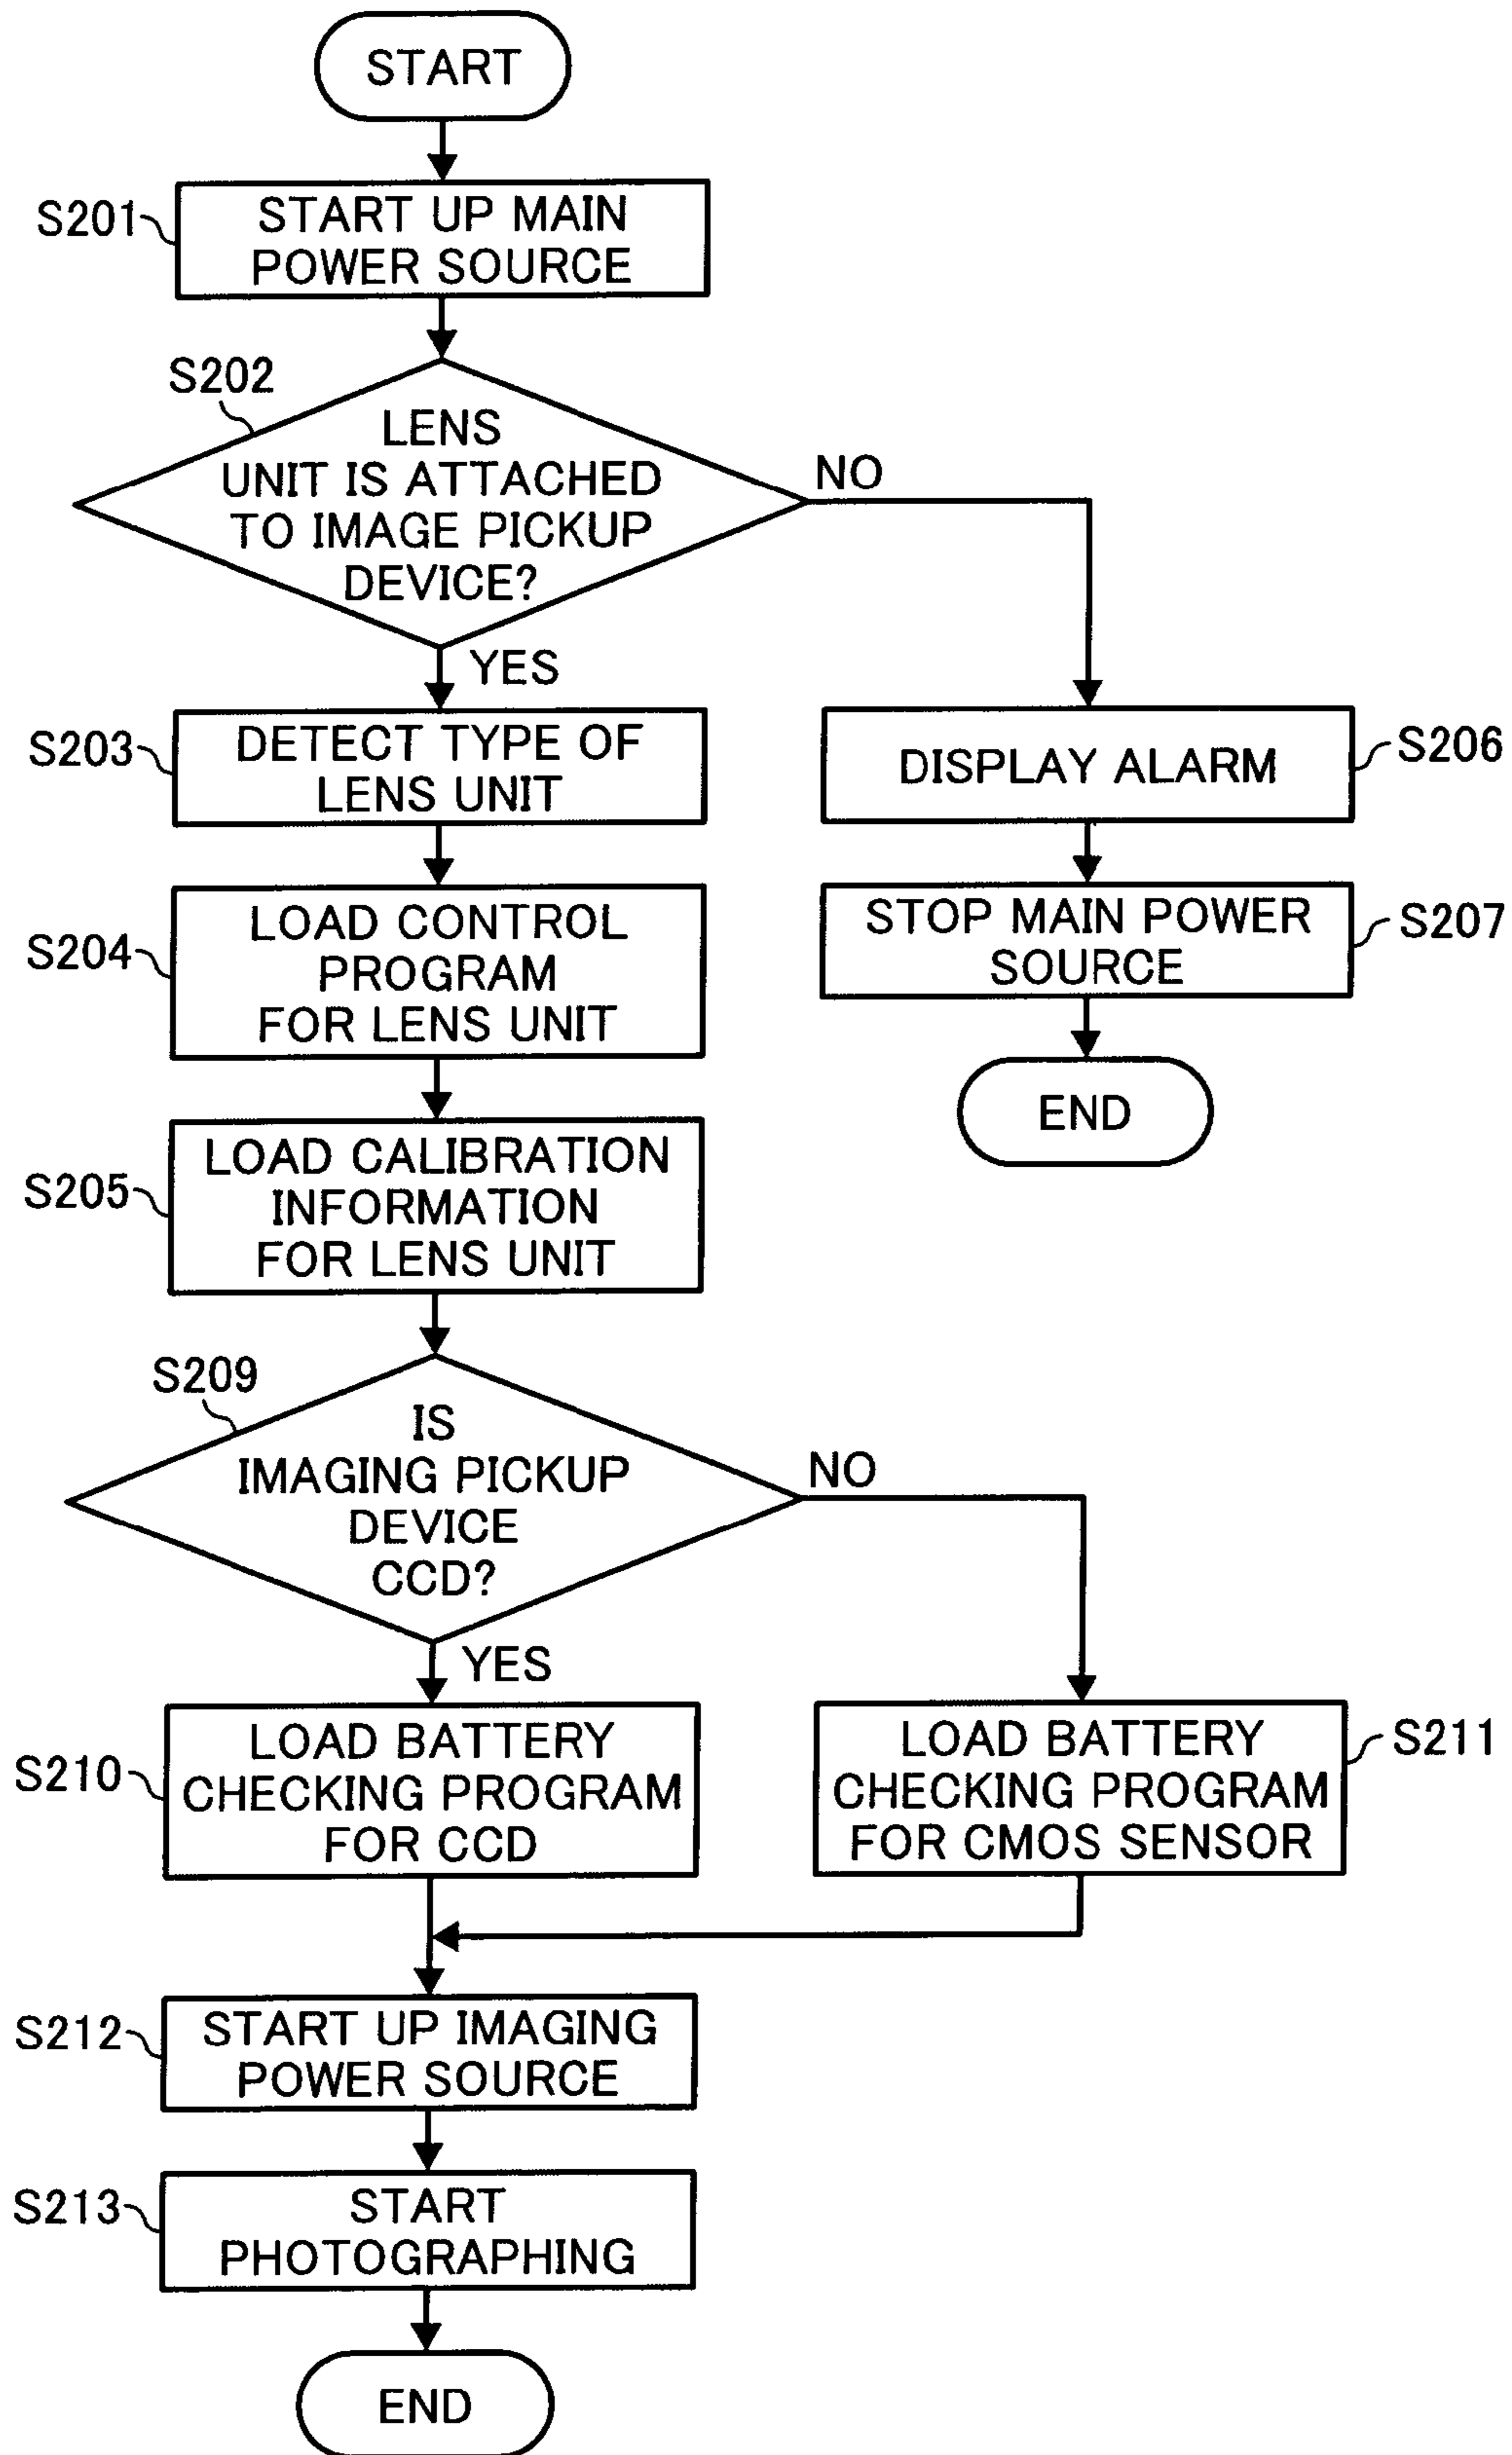 START
S201
START UP MAIN
POWER SOURCE
S202
LENS
UNIT IS ATTACHED
TO IMAGE PICKUP
DEVICE?
NO
YES
S203
DETECT TYPE OF
LENS UNIT
DISPLAY ALARM
S206
S204
LOAD CONTROL
PROGRAM
FOR LENS UNIT
STOP MAIN POWER
SOURCE
S207
END
S205
LOAD CALIBRATION
INFORMATION
FOR LENS UNIT
S209
IS
IMAGING PICKUP
DEVICE
CCD?
NO
YES
S210
LOAD BATTERY
CHECKING PROGRAM
FOR CCD
LOAD BATTERY
CHECKING PROGRAM
FOR CMOS SENSOR
S211
S212
START UP IMAGING
POWER SOURCE
S213
START
PHOTOGRAPHING
END